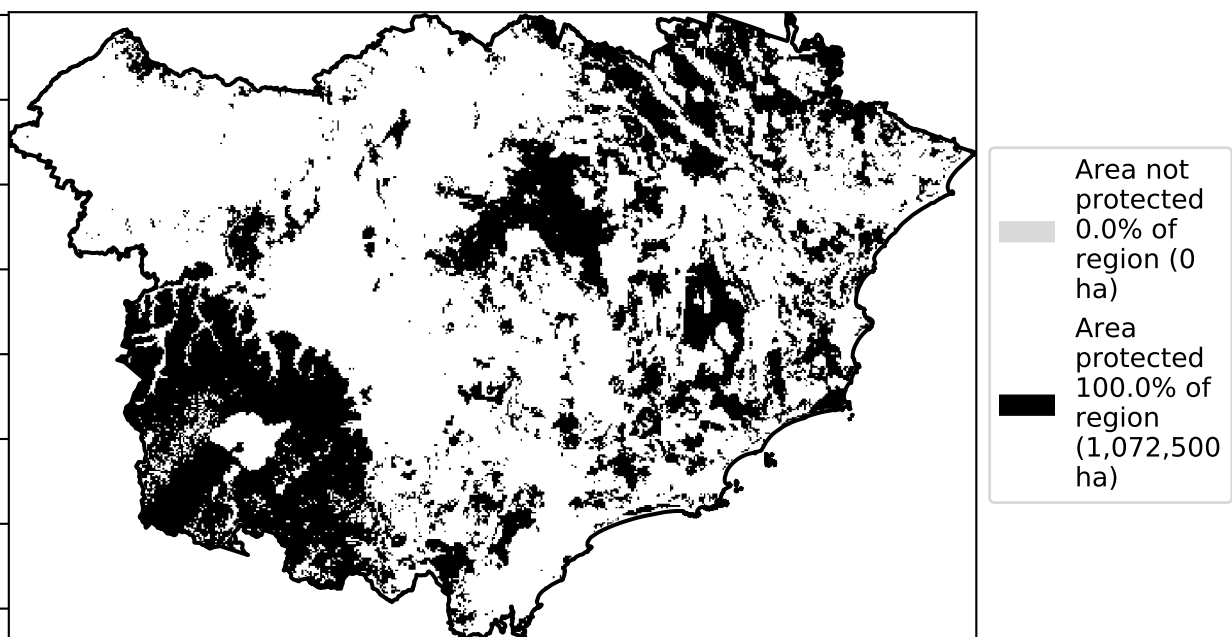 Area not
protected
0.0% of
region (0
ha)
Area
protected
100.0% of
region
(1,072,500
ha)